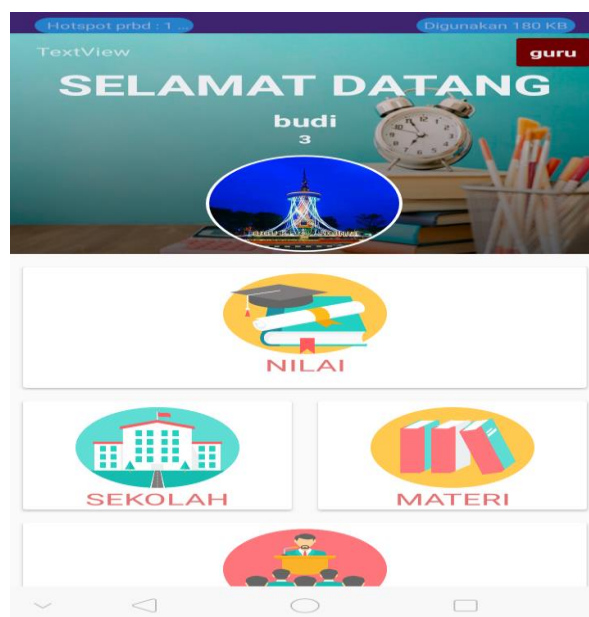 Hotspot prbd : 1 ...
Digunakan 180 KB
TextView
guru
SELAMAT DATANG
budi
3
NILAI
SEKOLAH
MATERI